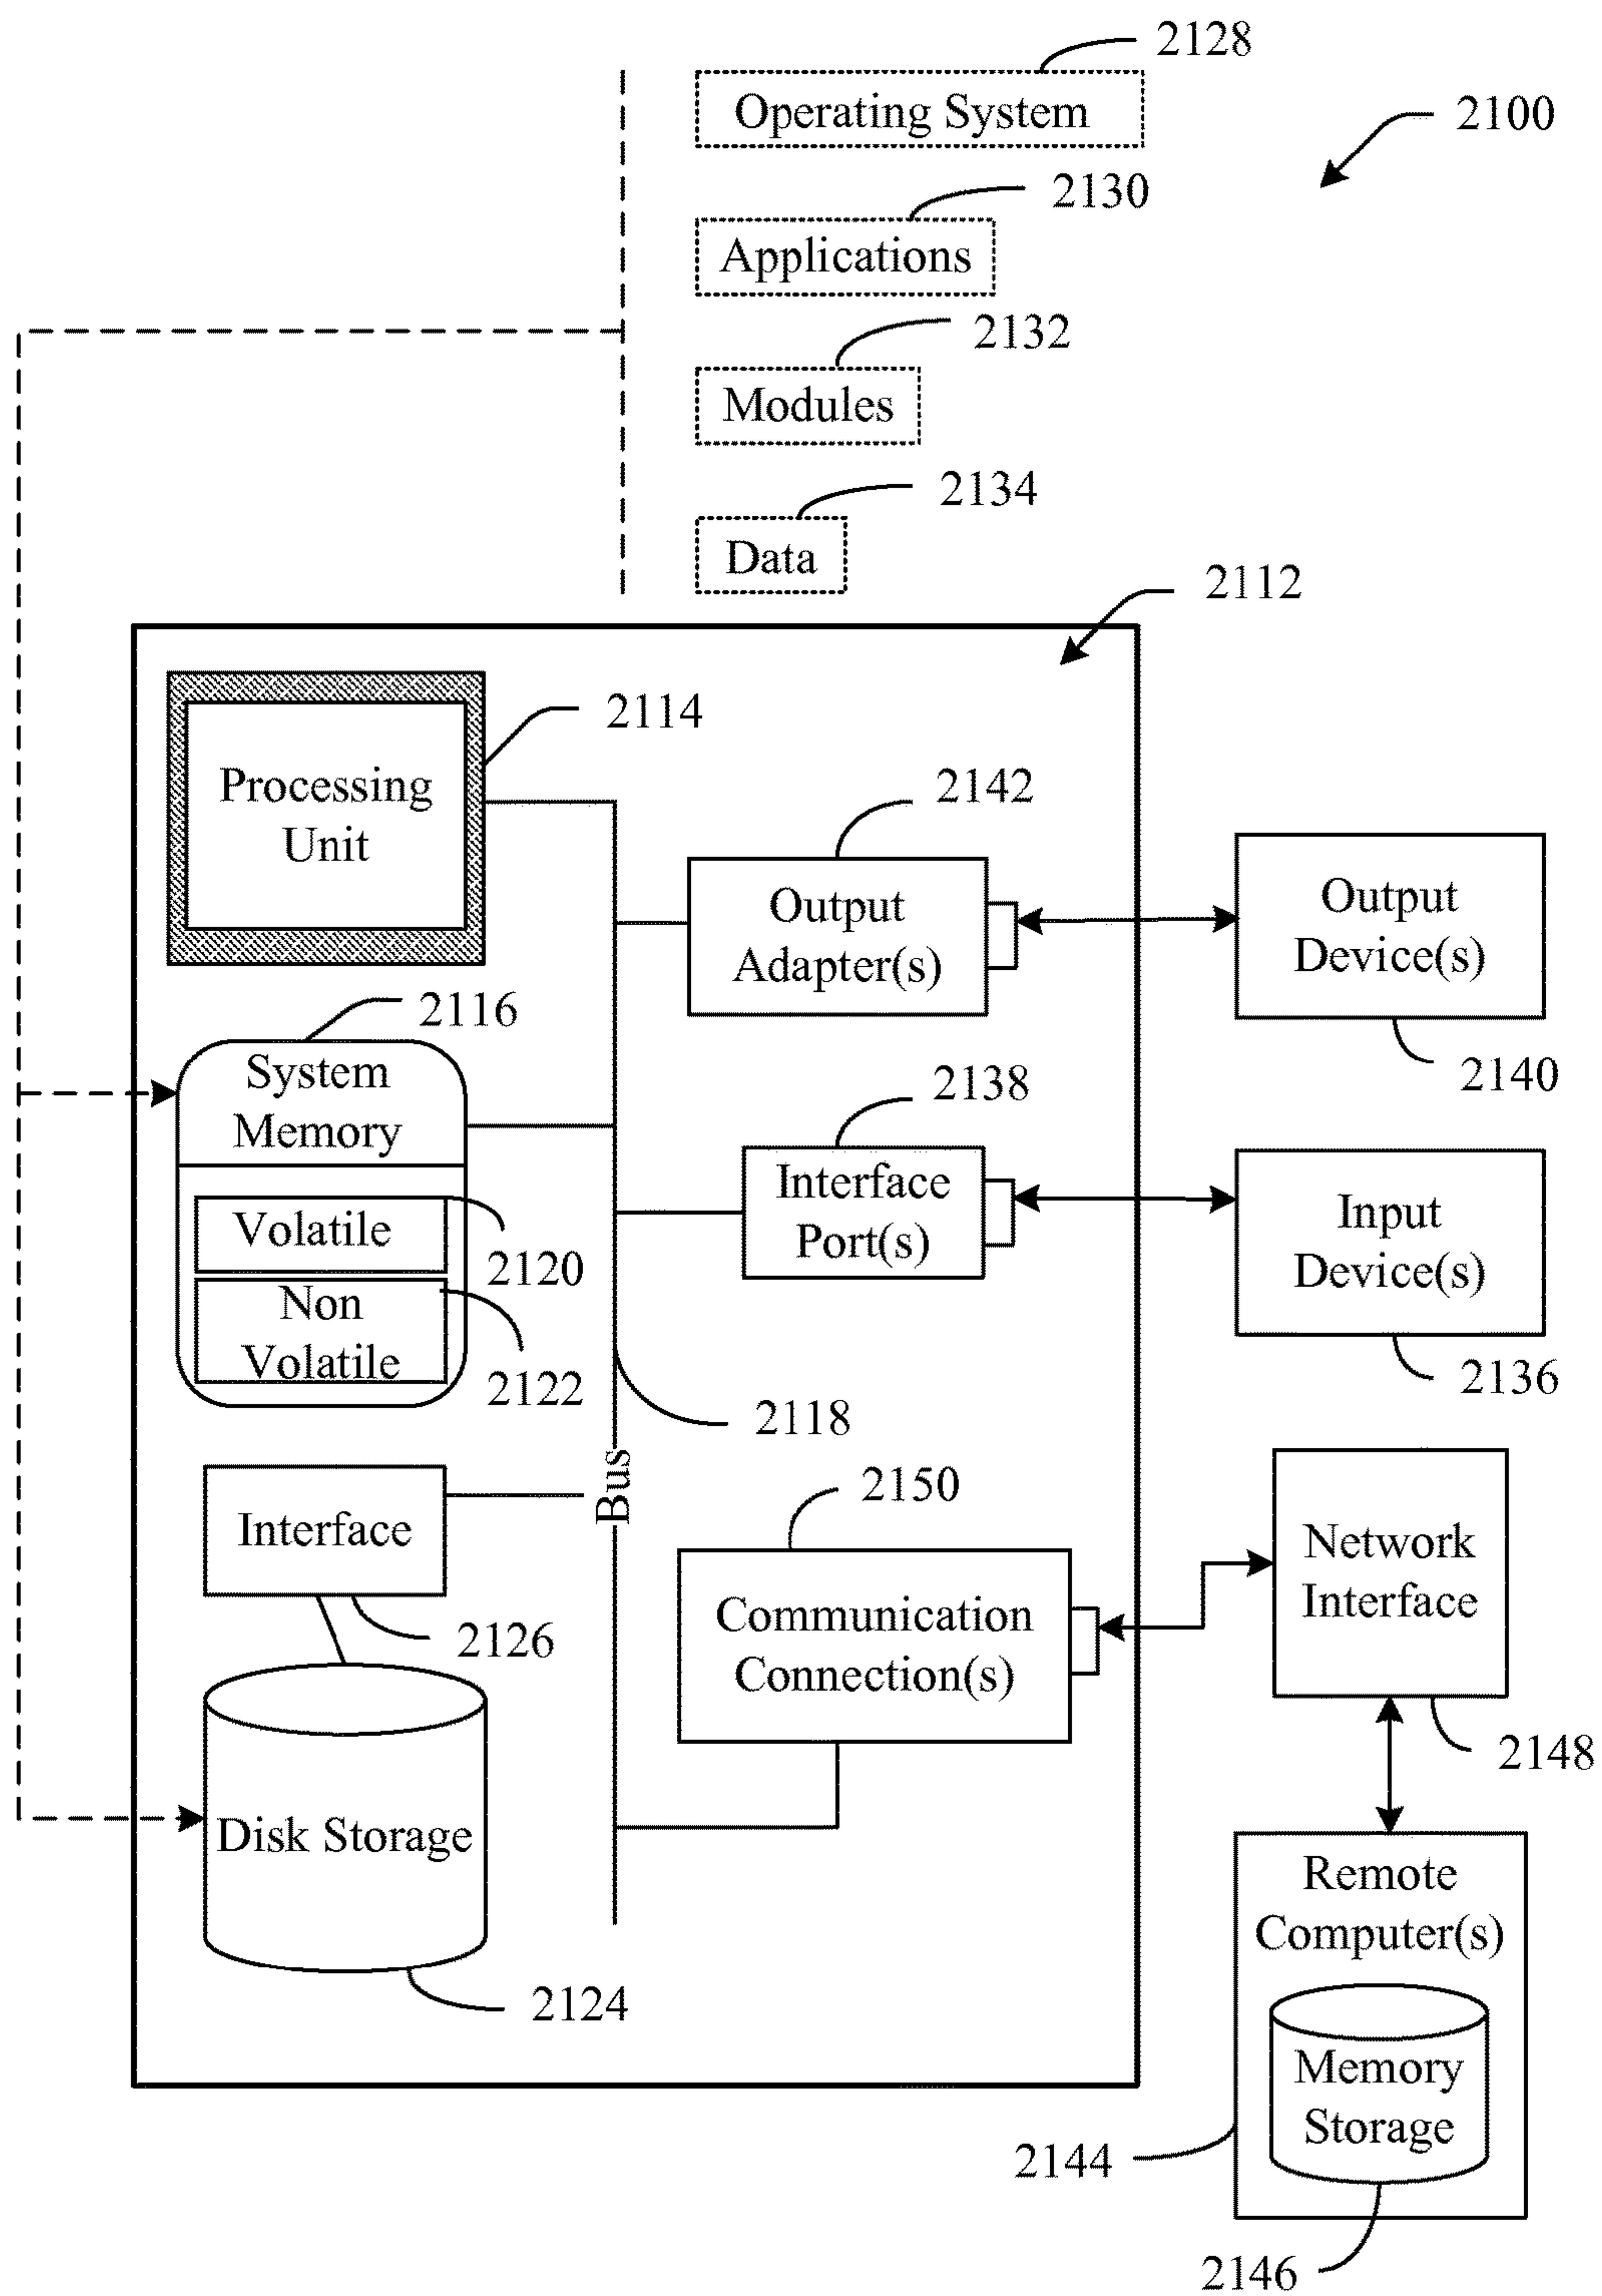 2128
Operating System
2100
2130
Applications
2132
Modules
2134
Data
2112
2114
Processing
Unit
2142
Output
Adapter(s)
Output
Device(s)
2140
2116
System
Memory
2138
Interface
Port(s)
Input
Device(s)
2136
Volatile
2120
Non
Volatile
2122
2118
Bus
Interface
2126
2150
Communication
Connection(s)
Network
Interface
2148
Disk Storage
2124
Remote
Computer(s)
Memory
Storage
2144
2146